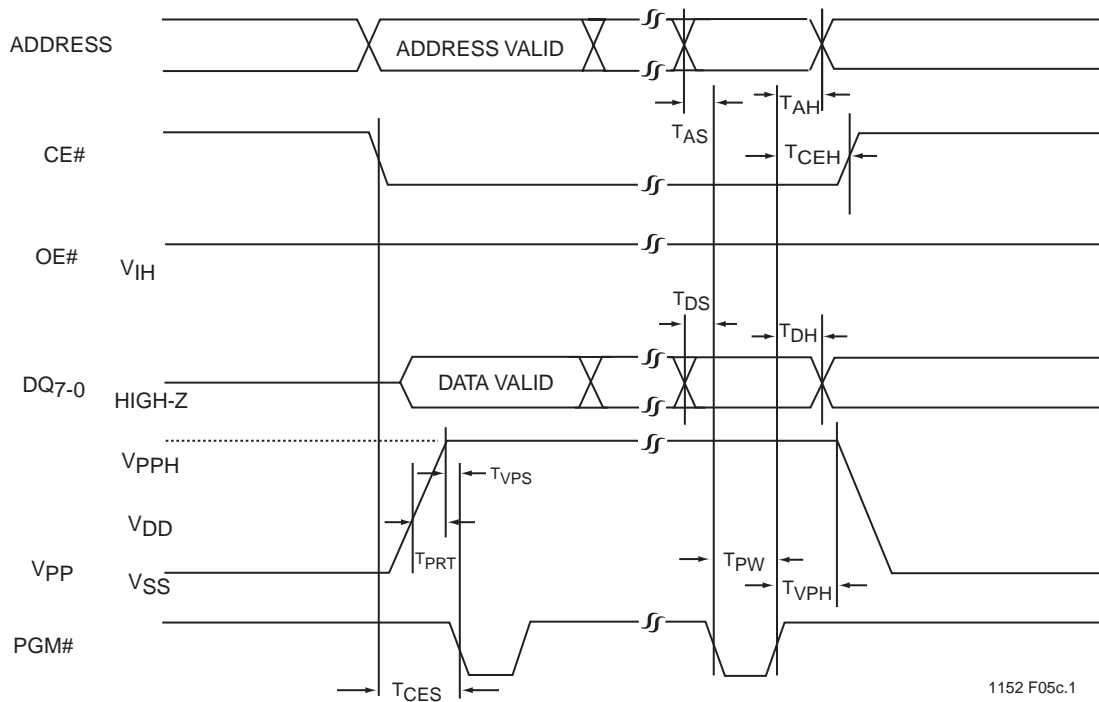 ADDRESS
ADDRESS VALID
TAH
TAS
CE#
TCEH
OE#
VIH
TDS
TDH
DQ7-0
DATA VALID
HIGH-Z
VPPH
TVPS
VDD
TPRT
TPW
VPP
VSS
TVPH
PGM#
TCES
1152 F05c.1